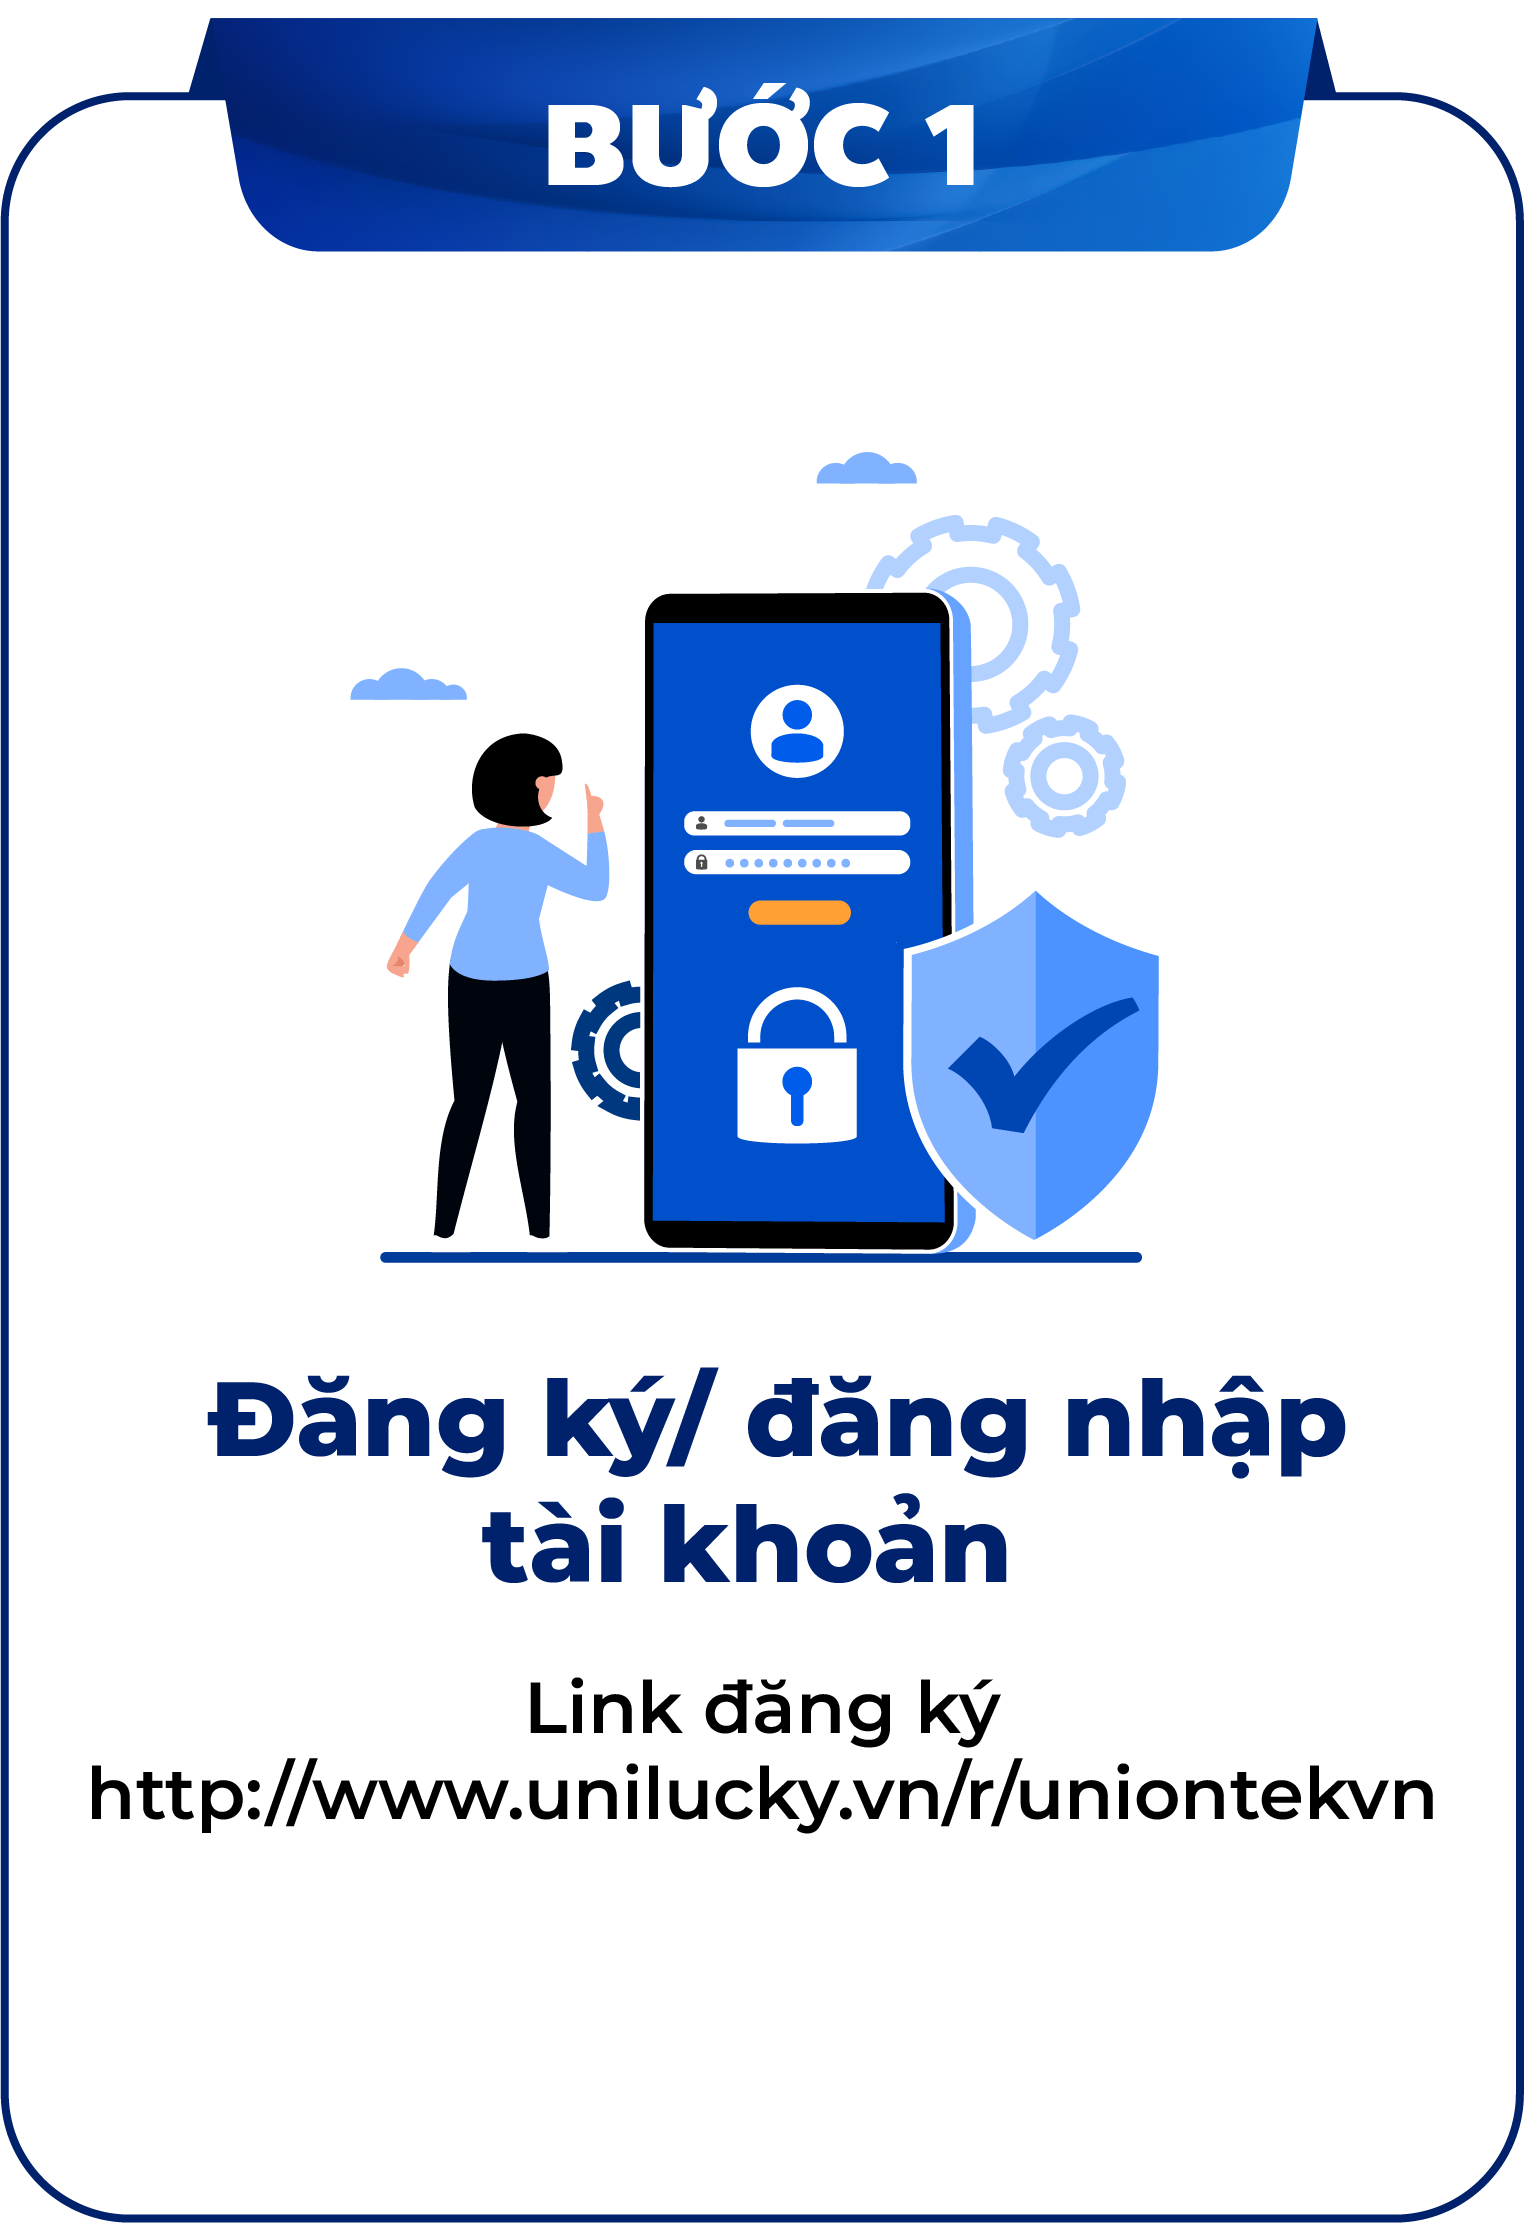 BƯỚC 1
Đăng ký/ đăng nhập
tài khoản
Link đăng ký
http://www.unilucky.vn/r/uniontekvn